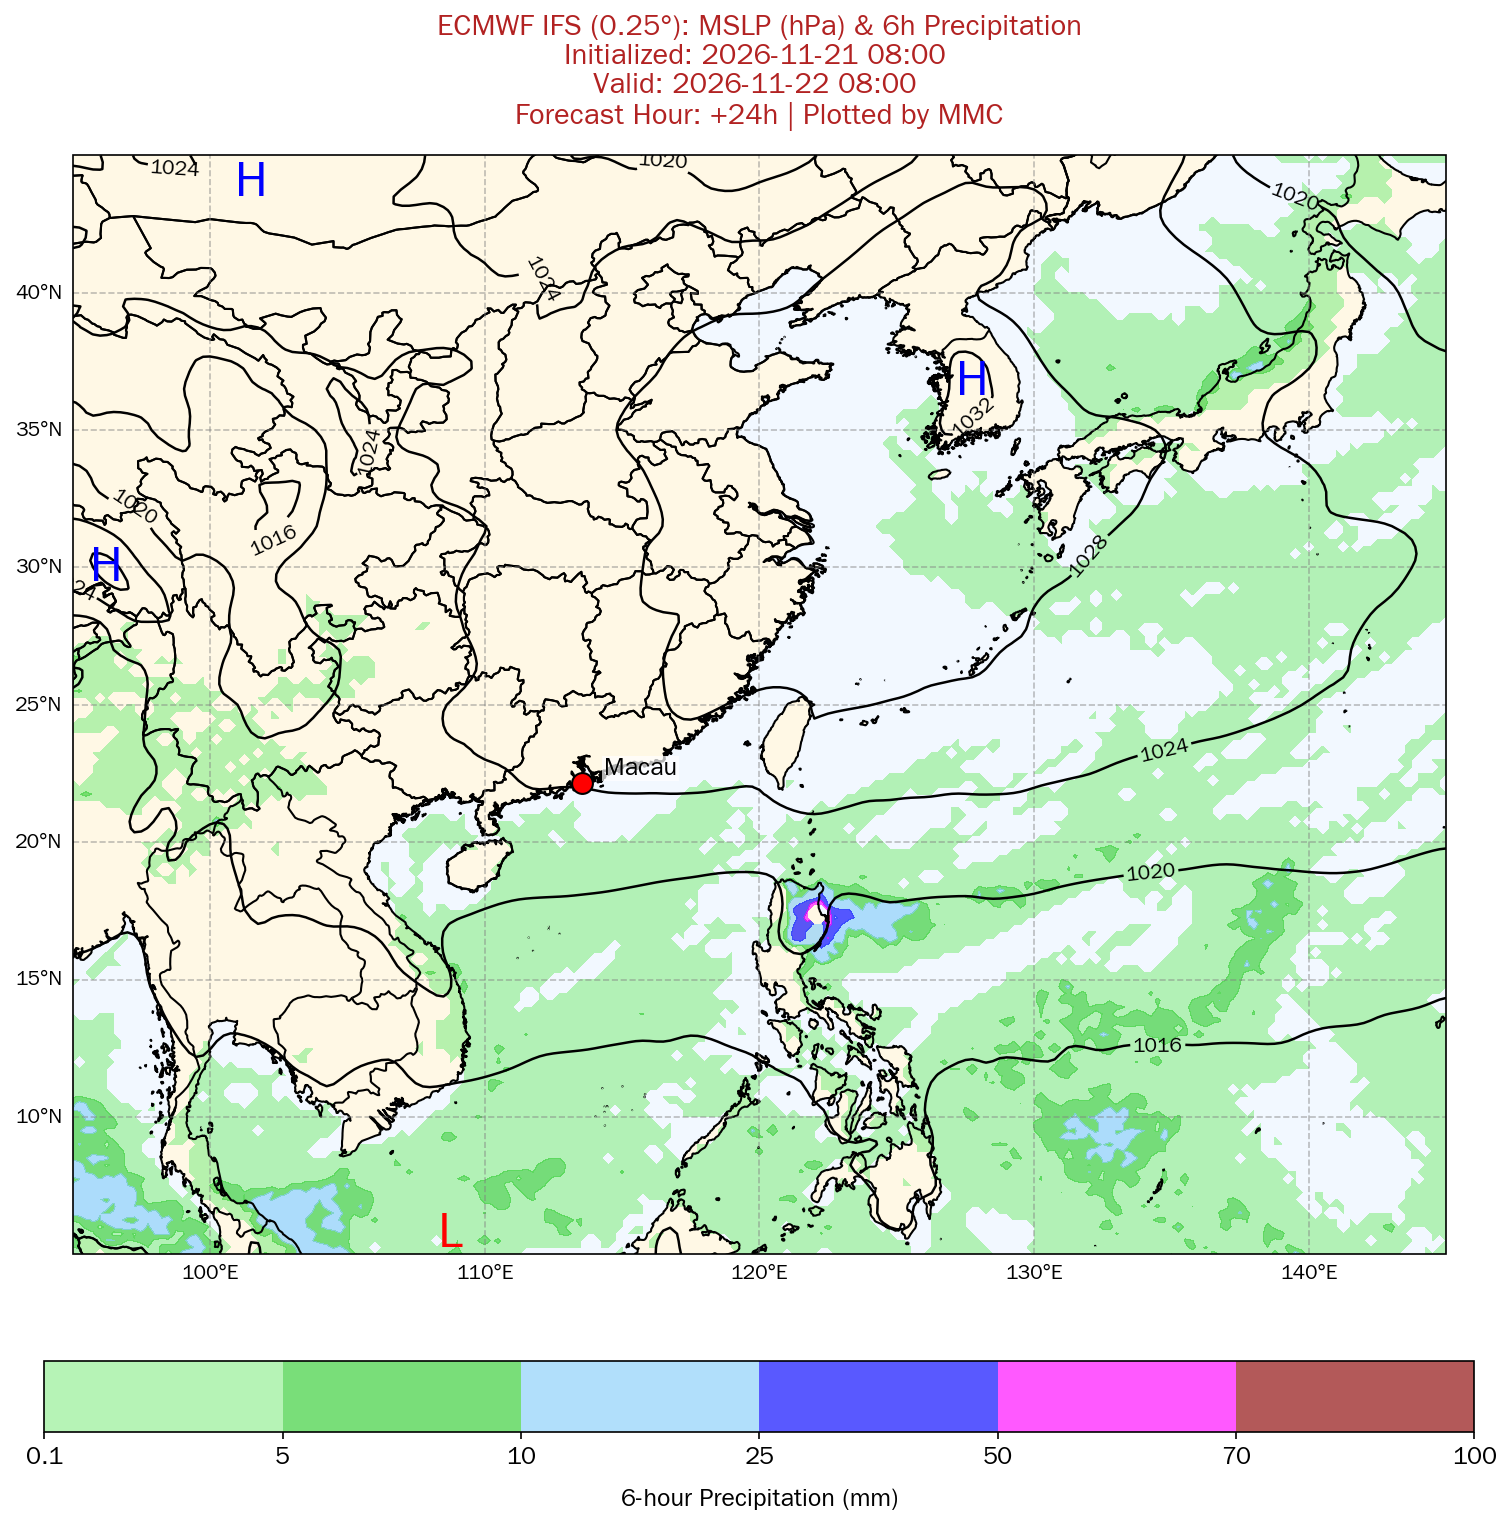 ECMWF IFS (0.25°): MSLP (hPa) & 6h Precipitation
Initialized: 2026-11-21 08:00
Valid: 2026-11-22 08:00
Forecast Hour: +24h | Plotted by MMC
1024
H
1020
1020
1024
40°N
H
1032
35°N
1024
1020
1016
1028
H
30°N
24
25°N
1024
Macau
20°N
1020
15°N
1016
10°N
L
100°E
110°E
120°E
130°E
140°E
0.1
5
10
25
50
70
100
6-hour Precipitation (mm)